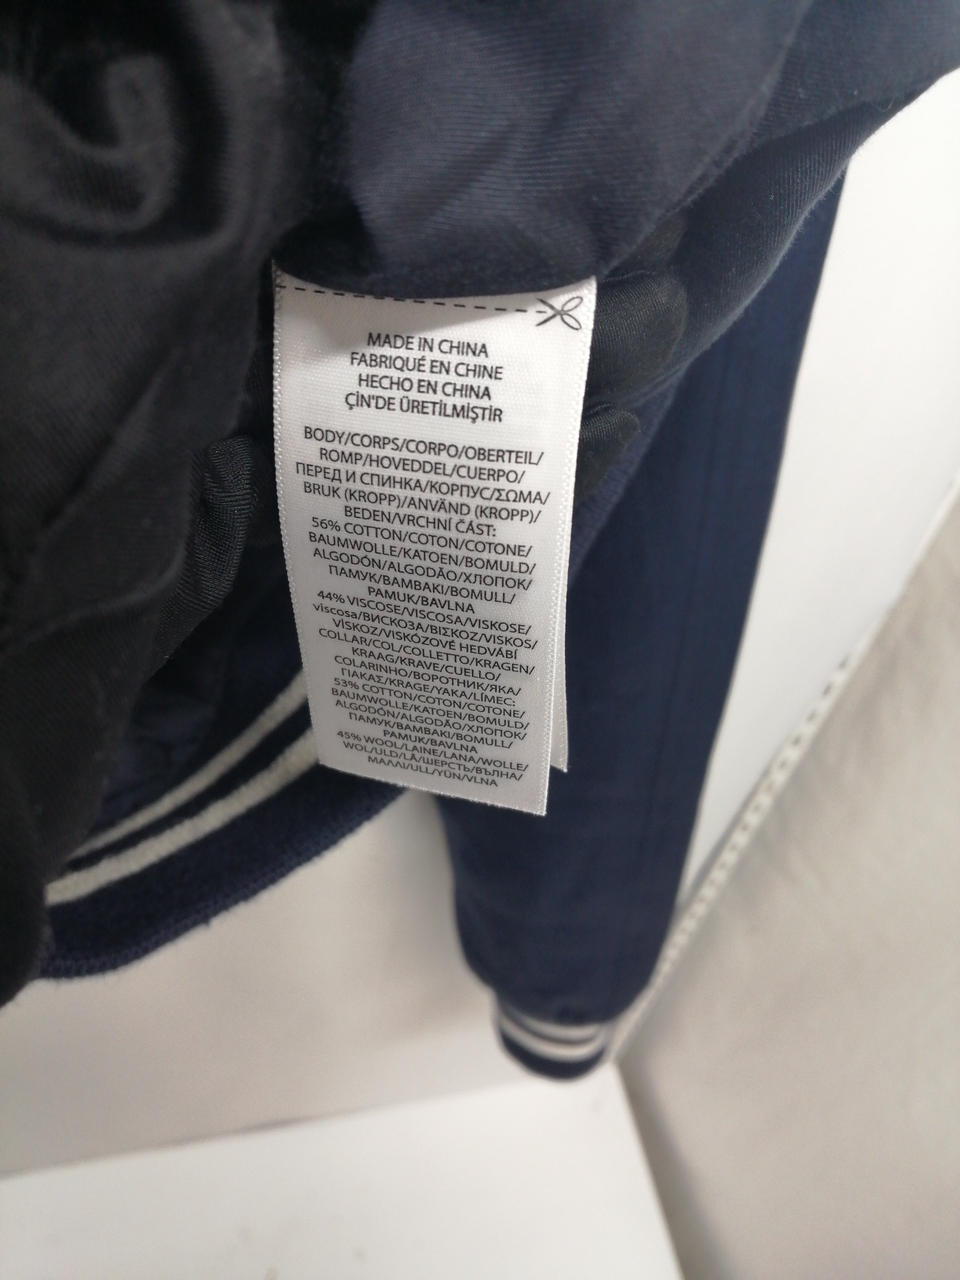 MADE IN CHINA
FABRIQUÉ EN CHINE
HECHO EN CHINA
ÇİN'DE ÜRETİLMİŞTİR
BODY/CORPS/CORPO/OBERTEIL/
ROMP/HOVEDDEL/CUERPO/
ПЕРЕД И СПИНКА/КОРПУС/ΣΩΜΑ/
BRUK (KROPP)/ANVÄND (KROPP)/
BEDEN/VRCHNÍ ČÁST:
56% COTTON/COTON/COTONE/
BAUMWOLLE/KATOEN/BOMULD/
ALGODÓN/ALGODÃO/ХЛОПОК/
ПАМУК/ΒΑΜΒΑΚΙ/BOMULL/
PAMUK/BAVLNA
44% VISCOSE/VISCOSA/VISKOSE/
viscosa/ВИСКОЗА/ΒΙΣΚΟΖ/VISKOS/
VİSKOZ/VISKÓZOVÉ HEDVÁBÍ
COLLAR/COL/COLLETTO/KRAGEN/
KRAAG/KRAVE/CUELLO/
COLARINHO/ВОРОТНИК/ЯКА/
ΓΙΑΚΑΣ/KRAGE/YAKA/LÍMEC:
53% COTTON/COTON/COTONE/
BAUMWOLLE/KATOEN/BOMULD/
ALGODÓN/ALGODÃO/ХЛОПОК/
ПАМУК/ΒΑΜΒΑΚΙ/BOMULL/
PAMUK/BAVLNA
45% WOOL/LAINE/LANA/WOLLE/
WOL/ULD/LÃ/ШЕРСТЬ/ВЪЛНА/
ΜΑΛΛΙ/ULL/YÜN/VLNA